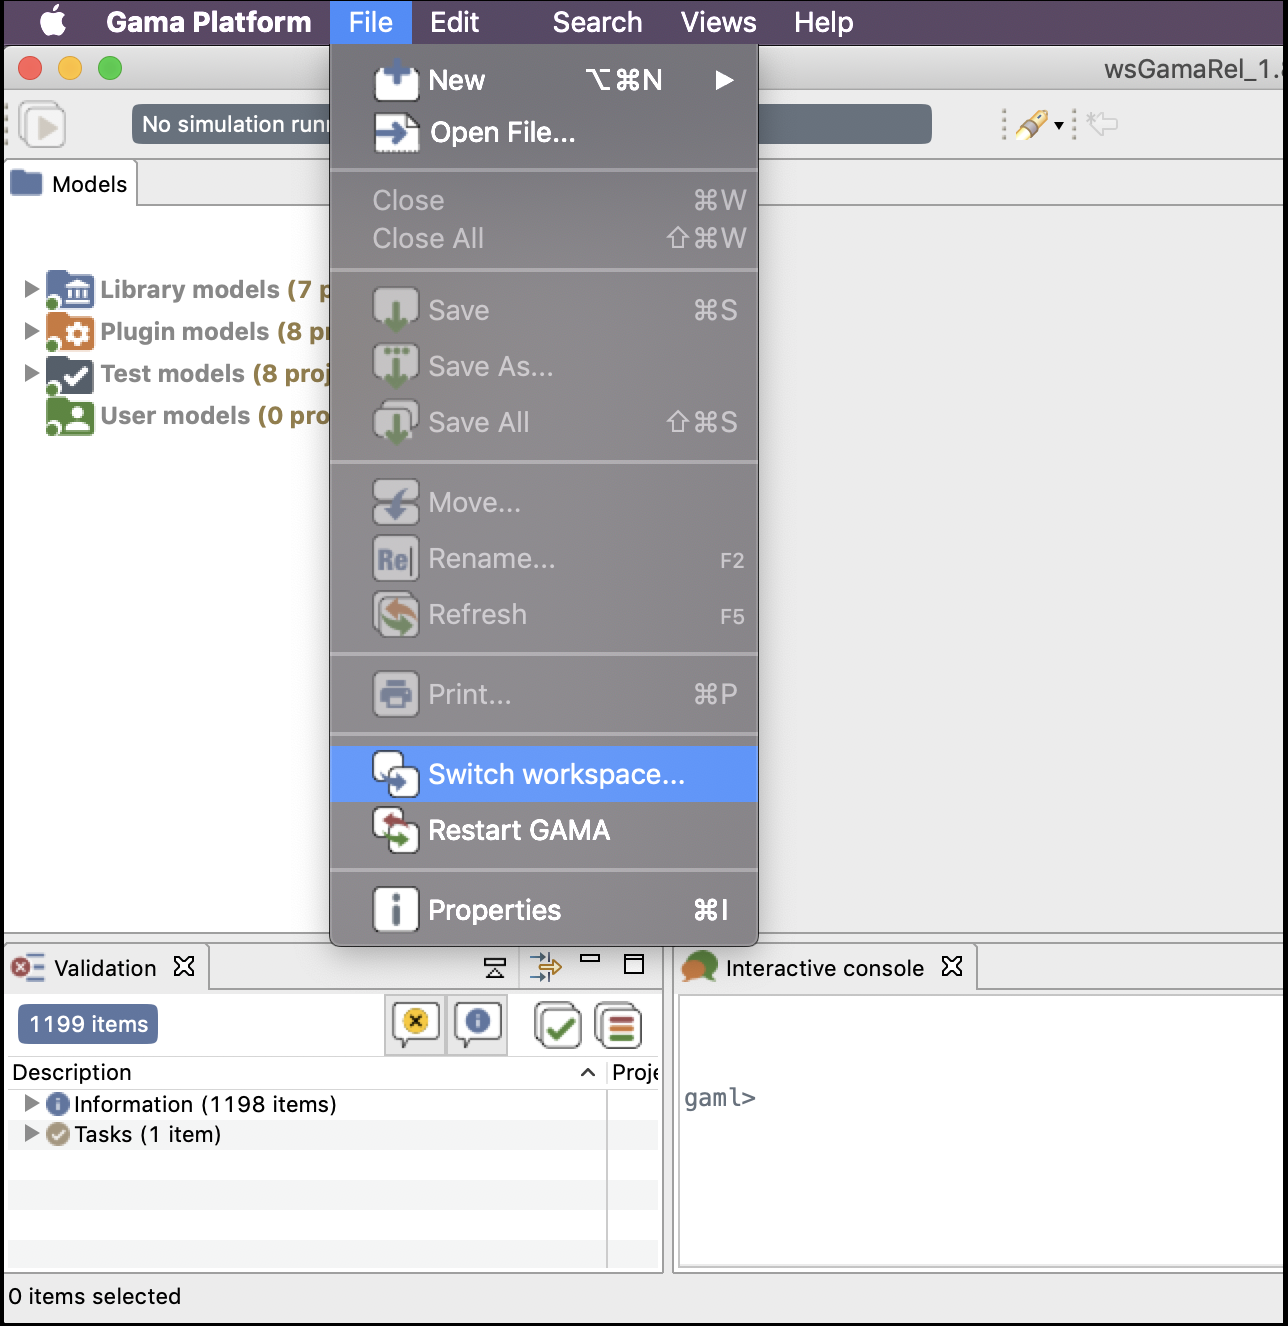 Gama Platform File Edit Search Views Help
wsGamaRel_1.
No simulation run
New ⌥⌘N ▶
Open File...
Close ⌘W
Close All ⇧⌘W
Save ⌘S
Save As...
Save All ⇧⌘S
Move...
Re Rename... F2
Refresh F5
Print... ⌘P
Switch workspace...
Restart GAMA
Properties ⌘I
Models
Library models (7 p
Plugin models (8 pr
Test models (8 proj
User models (0 pro
Validation
1199 items
Description Proje
Information (1198 items)
Tasks (1 item)
Interactive console
gaml>
0 items selected